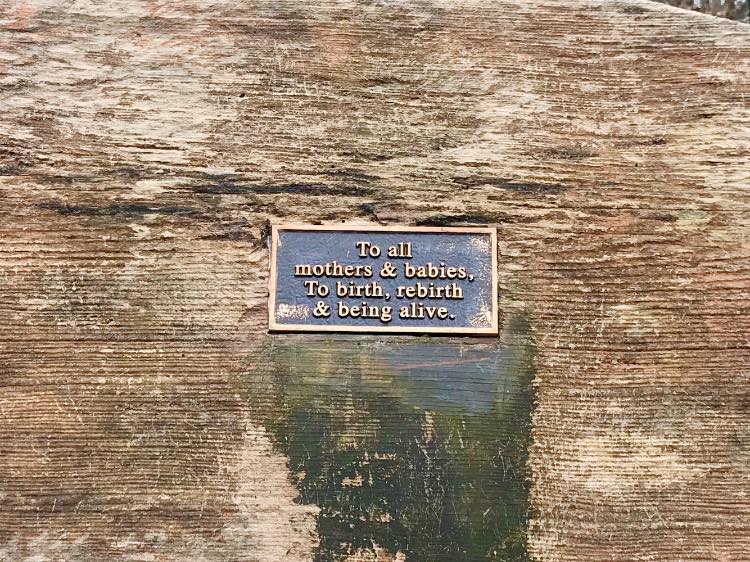 To all
mothers & babies,
To birth, rebirth
& being alive.